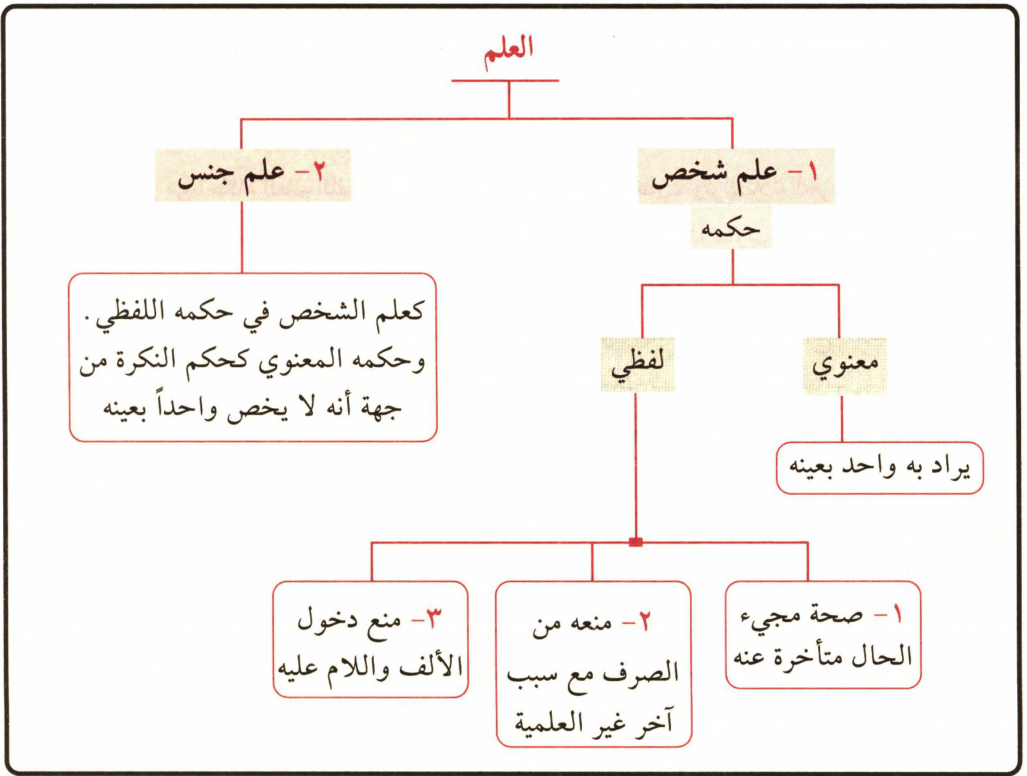 العلم
١- علم شخص
٢- علم جنس
حكمه
كعلم الشخص في حكمه اللفظي .
وحكمه المعنوي كحكم النكرة من
جهة أنه لا يخص واحداً بعينه
معنوي
لفظي
يراد به واحد بعينه
١- صحة مجيء
الحال متأخرة عنه
٢- منعه من
الصرف مع سبب
آخر غير العلمية
٣- منع دخول
الألف واللام عليه